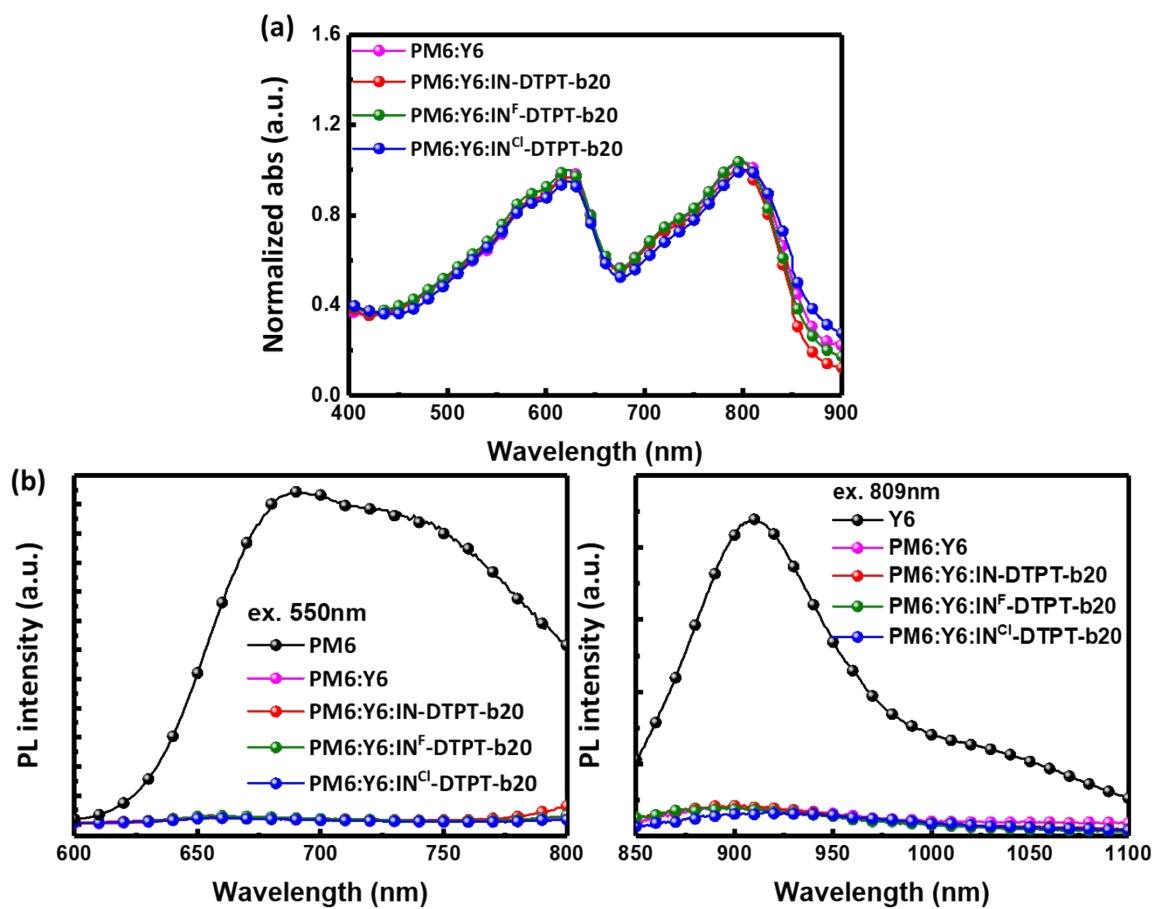 (a)
1.6
1.2
0.8
0.4
0.0
Normalized abs (a.u.)
PM6:Y6
PM6:Y6:IN-DTPT-b20
PM6:Y6:INF-DTPT-b20
PM6:Y6:INCl-DTPT-b20
400 500 600 700 800 900
Wavelength (nm)
(b)
PL intensity (a.u.)
ex. 550nm
PM6
PM6:Y6
PM6:Y6:IN-DTPT-b20
PM6:Y6:INF-DTPT-b20
PM6:Y6:INCl-DTPT-b20
600 650 700 750 800
Wavelength (nm)
PL intensity (a.u.)
ex. 809nm
Y6
PM6:Y6
PM6:Y6:IN-DTPT-b20
PM6:Y6:INF-DTPT-b20
PM6:Y6:INCl-DTPT-b20
850 900 950 1000 1050 1100
Wavelength (nm)